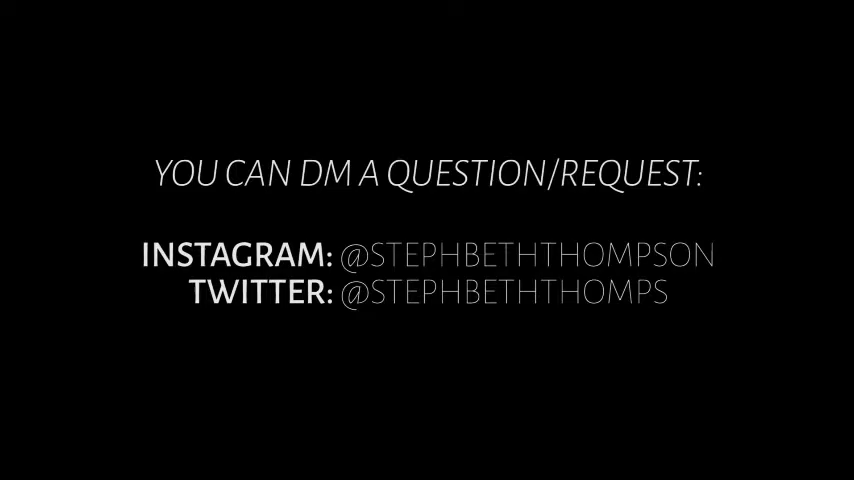 YOU CAN DM A QUESTION/REQUEST:
INSTAGRAM: @STEPHBETHTHOMPSON
TWITTER: @STEPHBETHTHOMPS